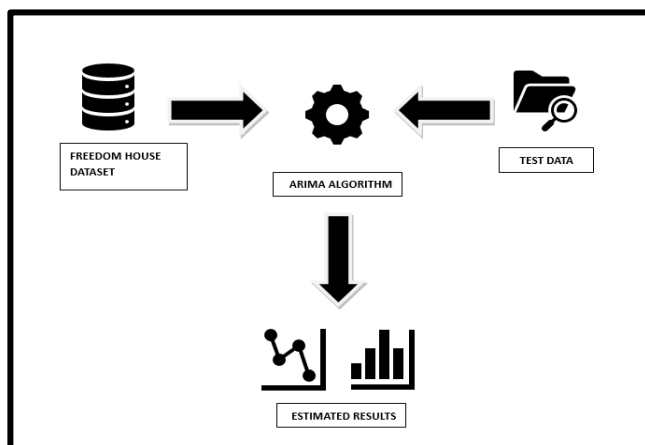 FREEDOM HOUSE
DATASET
ARIMA ALGORITHM
TEST DATA
ESTIMATED RESULTS